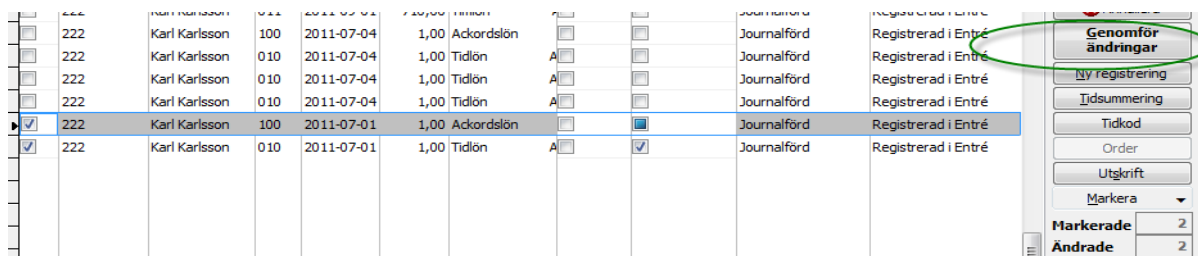 222 Karl Karlsson 100 2011-07-04 1,00 Ackordslön Journalförd Registrerad i Entré
222 Karl Karlsson 010 2011-07-04 1,00 Tidlön A Journalförd Registrerad i Entré
222 Karl Karlsson 010 2011-07-04 1,00 Tidlön A Journalförd Registrerad i Entré
222 Karl Karlsson 010 2011-07-04 1,00 Tidlön A Journalförd Registrerad i Entré
222 Karl Karlsson 100 2011-07-01 1,00 Ackordslön Journalförd Registrerad i Entré
222 Karl Karlsson 010 2011-07-01 1,00 Tidlön A Journalförd Registrerad i Entré
Genomför
ändringar
Ny registrering
Tidsummering
Tidkod
Order
Utskrift
Markera
Markerade 2
Ändrade 2